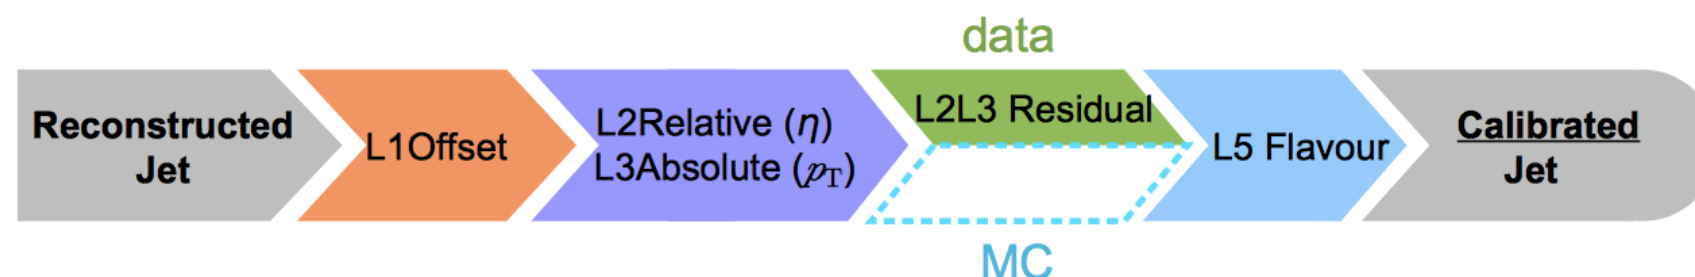 data
Reconstructed
Jet
L1Offset
L2Relative (η)
L3Absolute (pT)
L2L3 Residual
L5 Flavour
Calibrated
Jet
MC